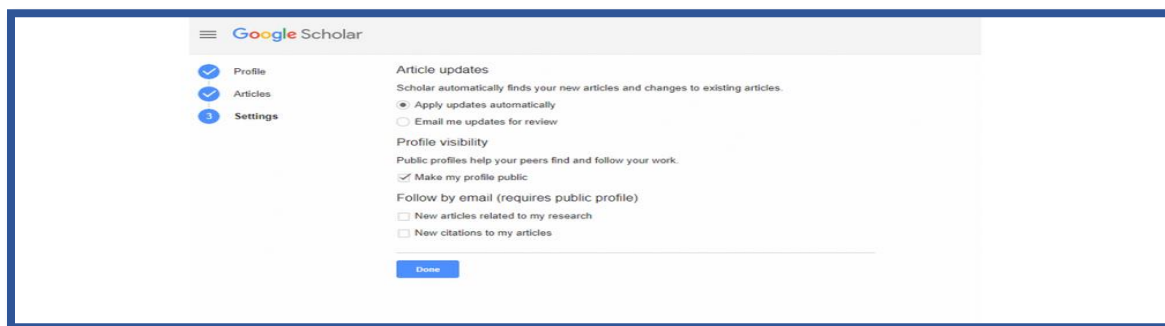 Google Scholar
Profile
Articles
3 Settings
Article updates
Scholar automatically finds your new articles and changes to existing articles.
Apply updates automatically
Email me updates for review
Profile visibility
Public profiles help your peers find and follow your work.
Make my profile public
Follow by email (requires public profile)
New articles related to my research
New citations to my articles
Done